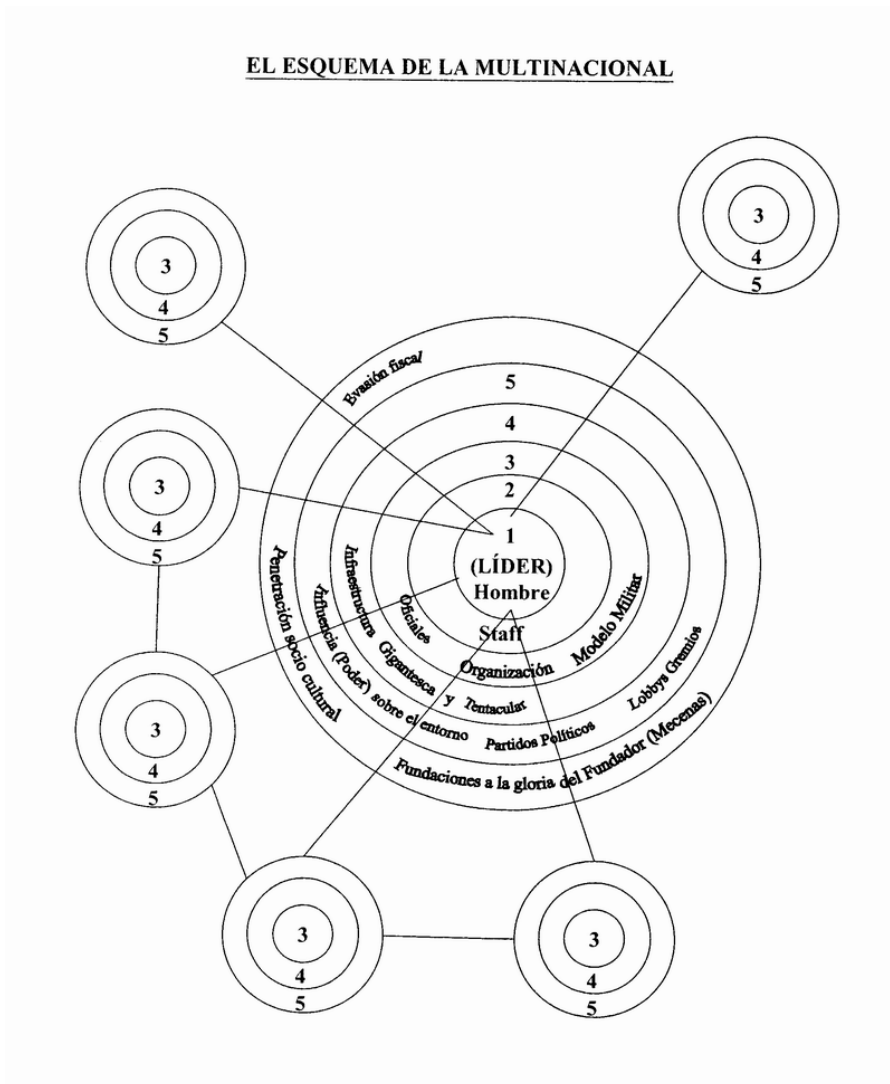 EL ESQUEMA DE LA MULTINACIONAL
3
4
5
3
4
5
Evasión fiscal
5
4
3
2
1
(LÍDER)
Hombre
Staff
Oficiales
Organización
Modelo Militar
Infraestructura Gigantesca y Tentacular
Influencia (Poder) sobre el entorno Partidos Políticos Lobbys Gremios
Penetración socio cultural
Fundaciones a la gloria del Fundador (Mecenas)
3
4
5
3
4
5
3
4
5
3
4
5